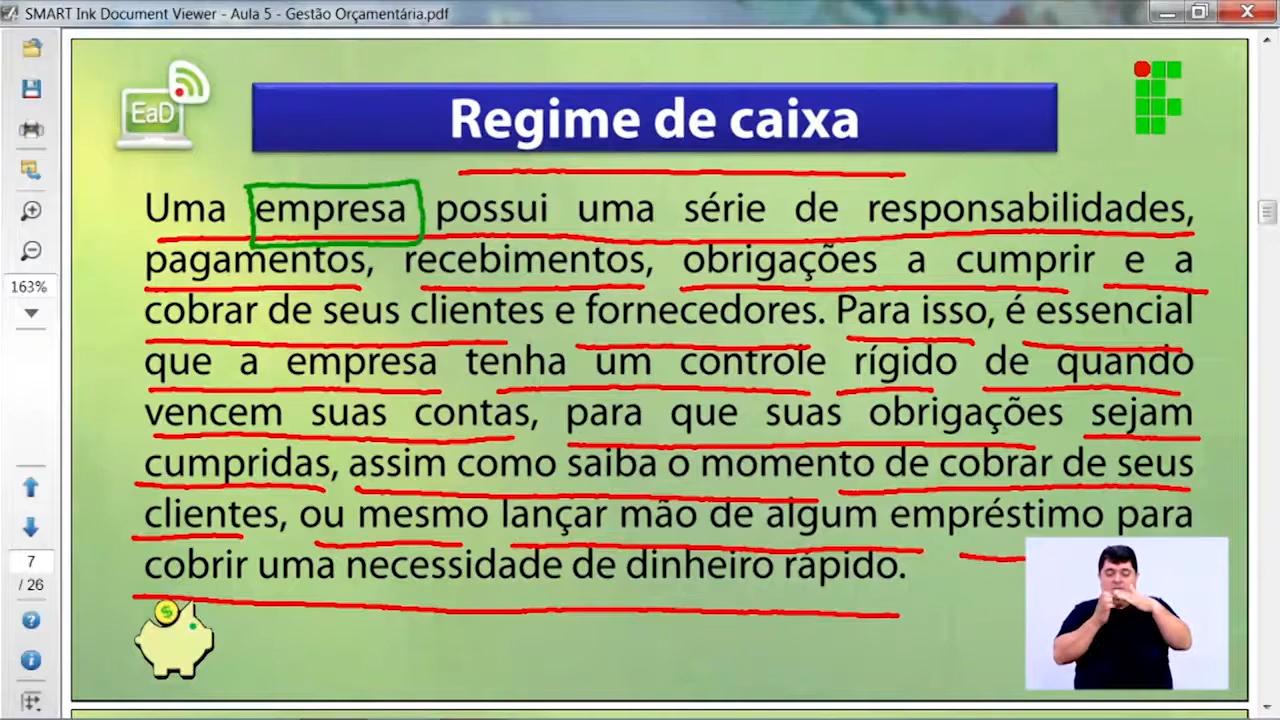 SMART Ink Document Viewer - Aula 5 - Gestão Orçamentária.pdf
EaD
Regime de caixa
Uma empresa possui uma série de responsabilidades,
pagamentos, recebimentos, obrigações a cumprir e a
cobrar de seus clientes e fornecedores. Para isso, é essencial
que a empresa tenha um controle rígido de quando
vencem suas contas, para que suas obrigações sejam
cumpridas, assim como saiba o momento de cobrar de seus
clientes, ou mesmo lançar mão de algum empréstimo para
cobrir uma necessidade de dinheiro rápido.
163%
7
/ 26
$